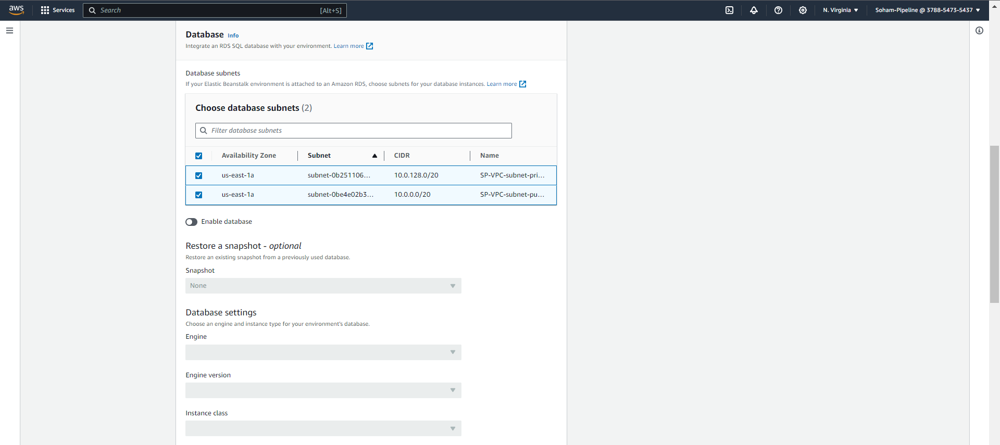 aws Services Search [Alt+S] N. Virginia Soham-Pipeline @ 3788-5473-5437
Database Info
Integrate an RDS SQL database with your environment. Learn more
Database subnets
If your Elastic Beanstalk environment is attached to an Amazon RDS, choose subnets for your database instances. Learn more
Choose database subnets (2)
Filter database subnets
Availability Zone Subnet CIDR Name
us-east-1a subnet-0b251106... 10.0.128.0/20 SP-VPC-subnet-pri...
us-east-1a subnet-0be4e02b3... 10.0.0.0/20 SP-VPC-subnet-pu...
Enable database
Restore a snapshot - optional
Restore an existing snapshot from a previously used database.
Snapshot
None
Database settings
Choose an engine and instance type for your environment's database.
Engine
Engine version
Instance class